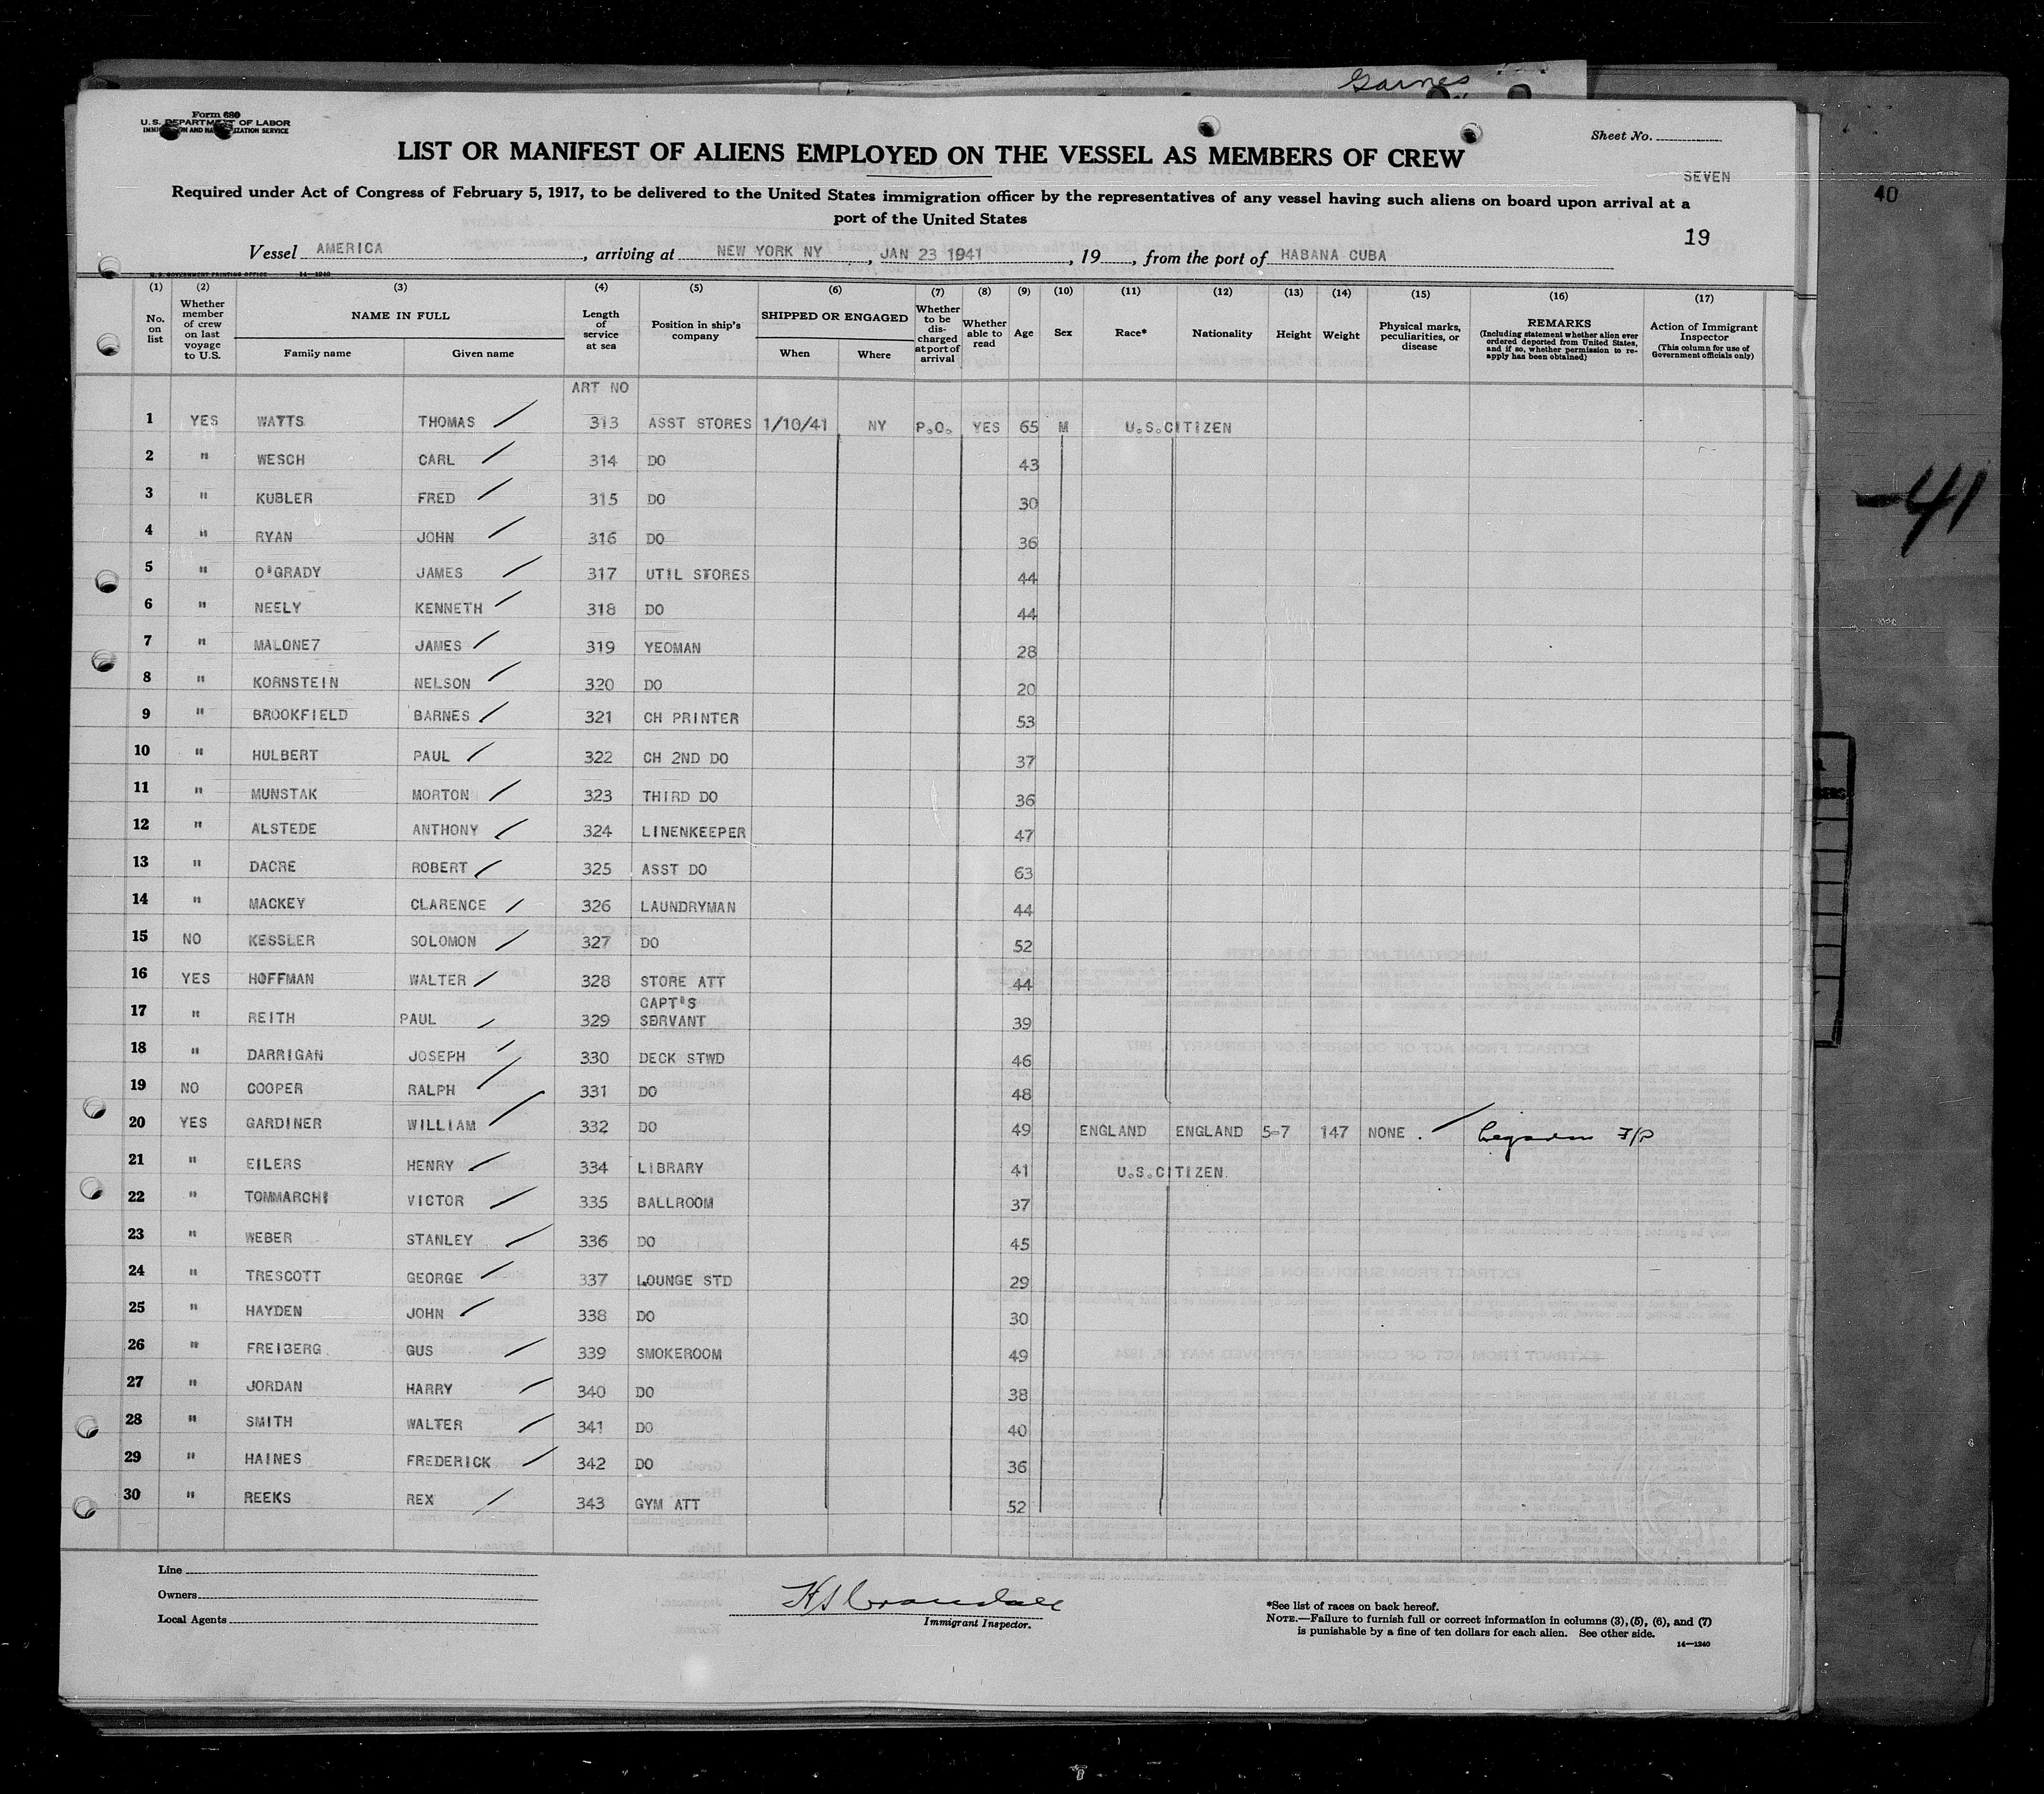 Garnes
Form 680
U.S. DEPARTMENT OF LABOR
IMMIGRATION AND NATURALIZATION SERVICE
Sheet No.
LIST OR MANIFEST OF ALIENS EMPLOYED ON THE VESSEL AS MEMBERS OF CREW
SEVEN
40
Required under Act of Congress of February 5, 1917, to be delivered to the United States immigration officer by the representatives of any vessel having such aliens on board upon arrival at a
port of the United States
19
Vessel AMERICA , arriving at NEW YORK NY , JAN 23 1941 , 19 , from the port of HABANA CUBA
U. S. GOVERNMENT PRINTING OFFICE 14—1240
(1) (2) (3) (4) (5) (6) (7) (8) (9) (10) (11) (12) (13) (14) (15) (16) (17)
No. on list
Whether member of crew on last voyage to U.S.
NAME IN FULL
Family name
Given name
Length of service at sea
Position in ship's company
SHIPPED OR ENGAGED
When
Where
Whether to be discharged at port of arrival
Whether able to read
Age
Sex
Race*
Nationality
Height
Weight
Physical marks, peculiarities, or disease
REMARKS
(Including statement whether alien ever ordered deported from United States, and if so, whether permission to reapply has been obtained)
Action of Immigrant Inspector
(This column for use of Government officials only)
ART NO
1 YES WATTS THOMAS 313 ASST STORES 1/10/41 NY P.O. YES 65 M U.S.CITIZEN
2 " WESCH CARL 314 DO 43
3 " KUBLER FRED 315 DO 30
4 " RYAN JOHN 316 DO 36
5 " O'GRADY JAMES 317 UTIL STORES 44
6 " NEELY KENNETH 318 DO 44
7 " MALONE7 JAMES 319 YEOMAN 28
8 " KORNSTEIN NELSON 320 DO 20
9 " BROOKFIELD BARNES 321 CH PRINTER 53
10 " HULBERT PAUL 322 CH 2ND DO 37
11 " MUNSTAK MORTON 323 THIRD DO 36
12 " ALSTEDE ANTHONY 324 LINENKEEPER 47
13 " DACRE ROBERT 325 ASST DO 63
14 " MACKEY CLARENCE 326 LAUNDRYMAN 44
15 NO KESSLER SOLOMON 327 DO 52
16 YES HOFFMAN WALTER 328 STORE ATT 44
17 " REITH PAUL 329 CAPT'S SERVANT 39
18 " DARRIGAN JOSEPH 330 DECK STWD 46
19 NO COOPER RALPH 331 DO 48
20 YES GARDINER WILLIAM 332 DO 49 ENGLAND ENGLAND 5-7 147 NONE . F/P
21 " EILERS HENRY 334 LIBRARY 41 U.S.CITIZEN
22 " TOMMARCHI VICTOR 335 BALLROOM 37
23 " WEBER STANLEY 336 DO 45
24 " TRESCOTT GEORGE 337 LOUNGE STD 29
25 " HAYDEN JOHN 338 DO 30
26 " FREIBERG GUS 339 SMOKEROOM 49
27 " JORDAN HARRY 340 DO 38
28 " SMITH WALTER 341 DO 40
29 " HAINES FREDERICK 342 DO 36
30 " REEKS REX 343 GYM ATT 52
-41
Line
Owners
Local Agents
H S Crandall
Immigrant Inspector.
*See list of races on back hereof.
NOTE.—Failure to furnish full or correct information in columns (3), (5), (6), and (7)
is punishable by a fine of ten dollars for each alien. See other side.
14—1240